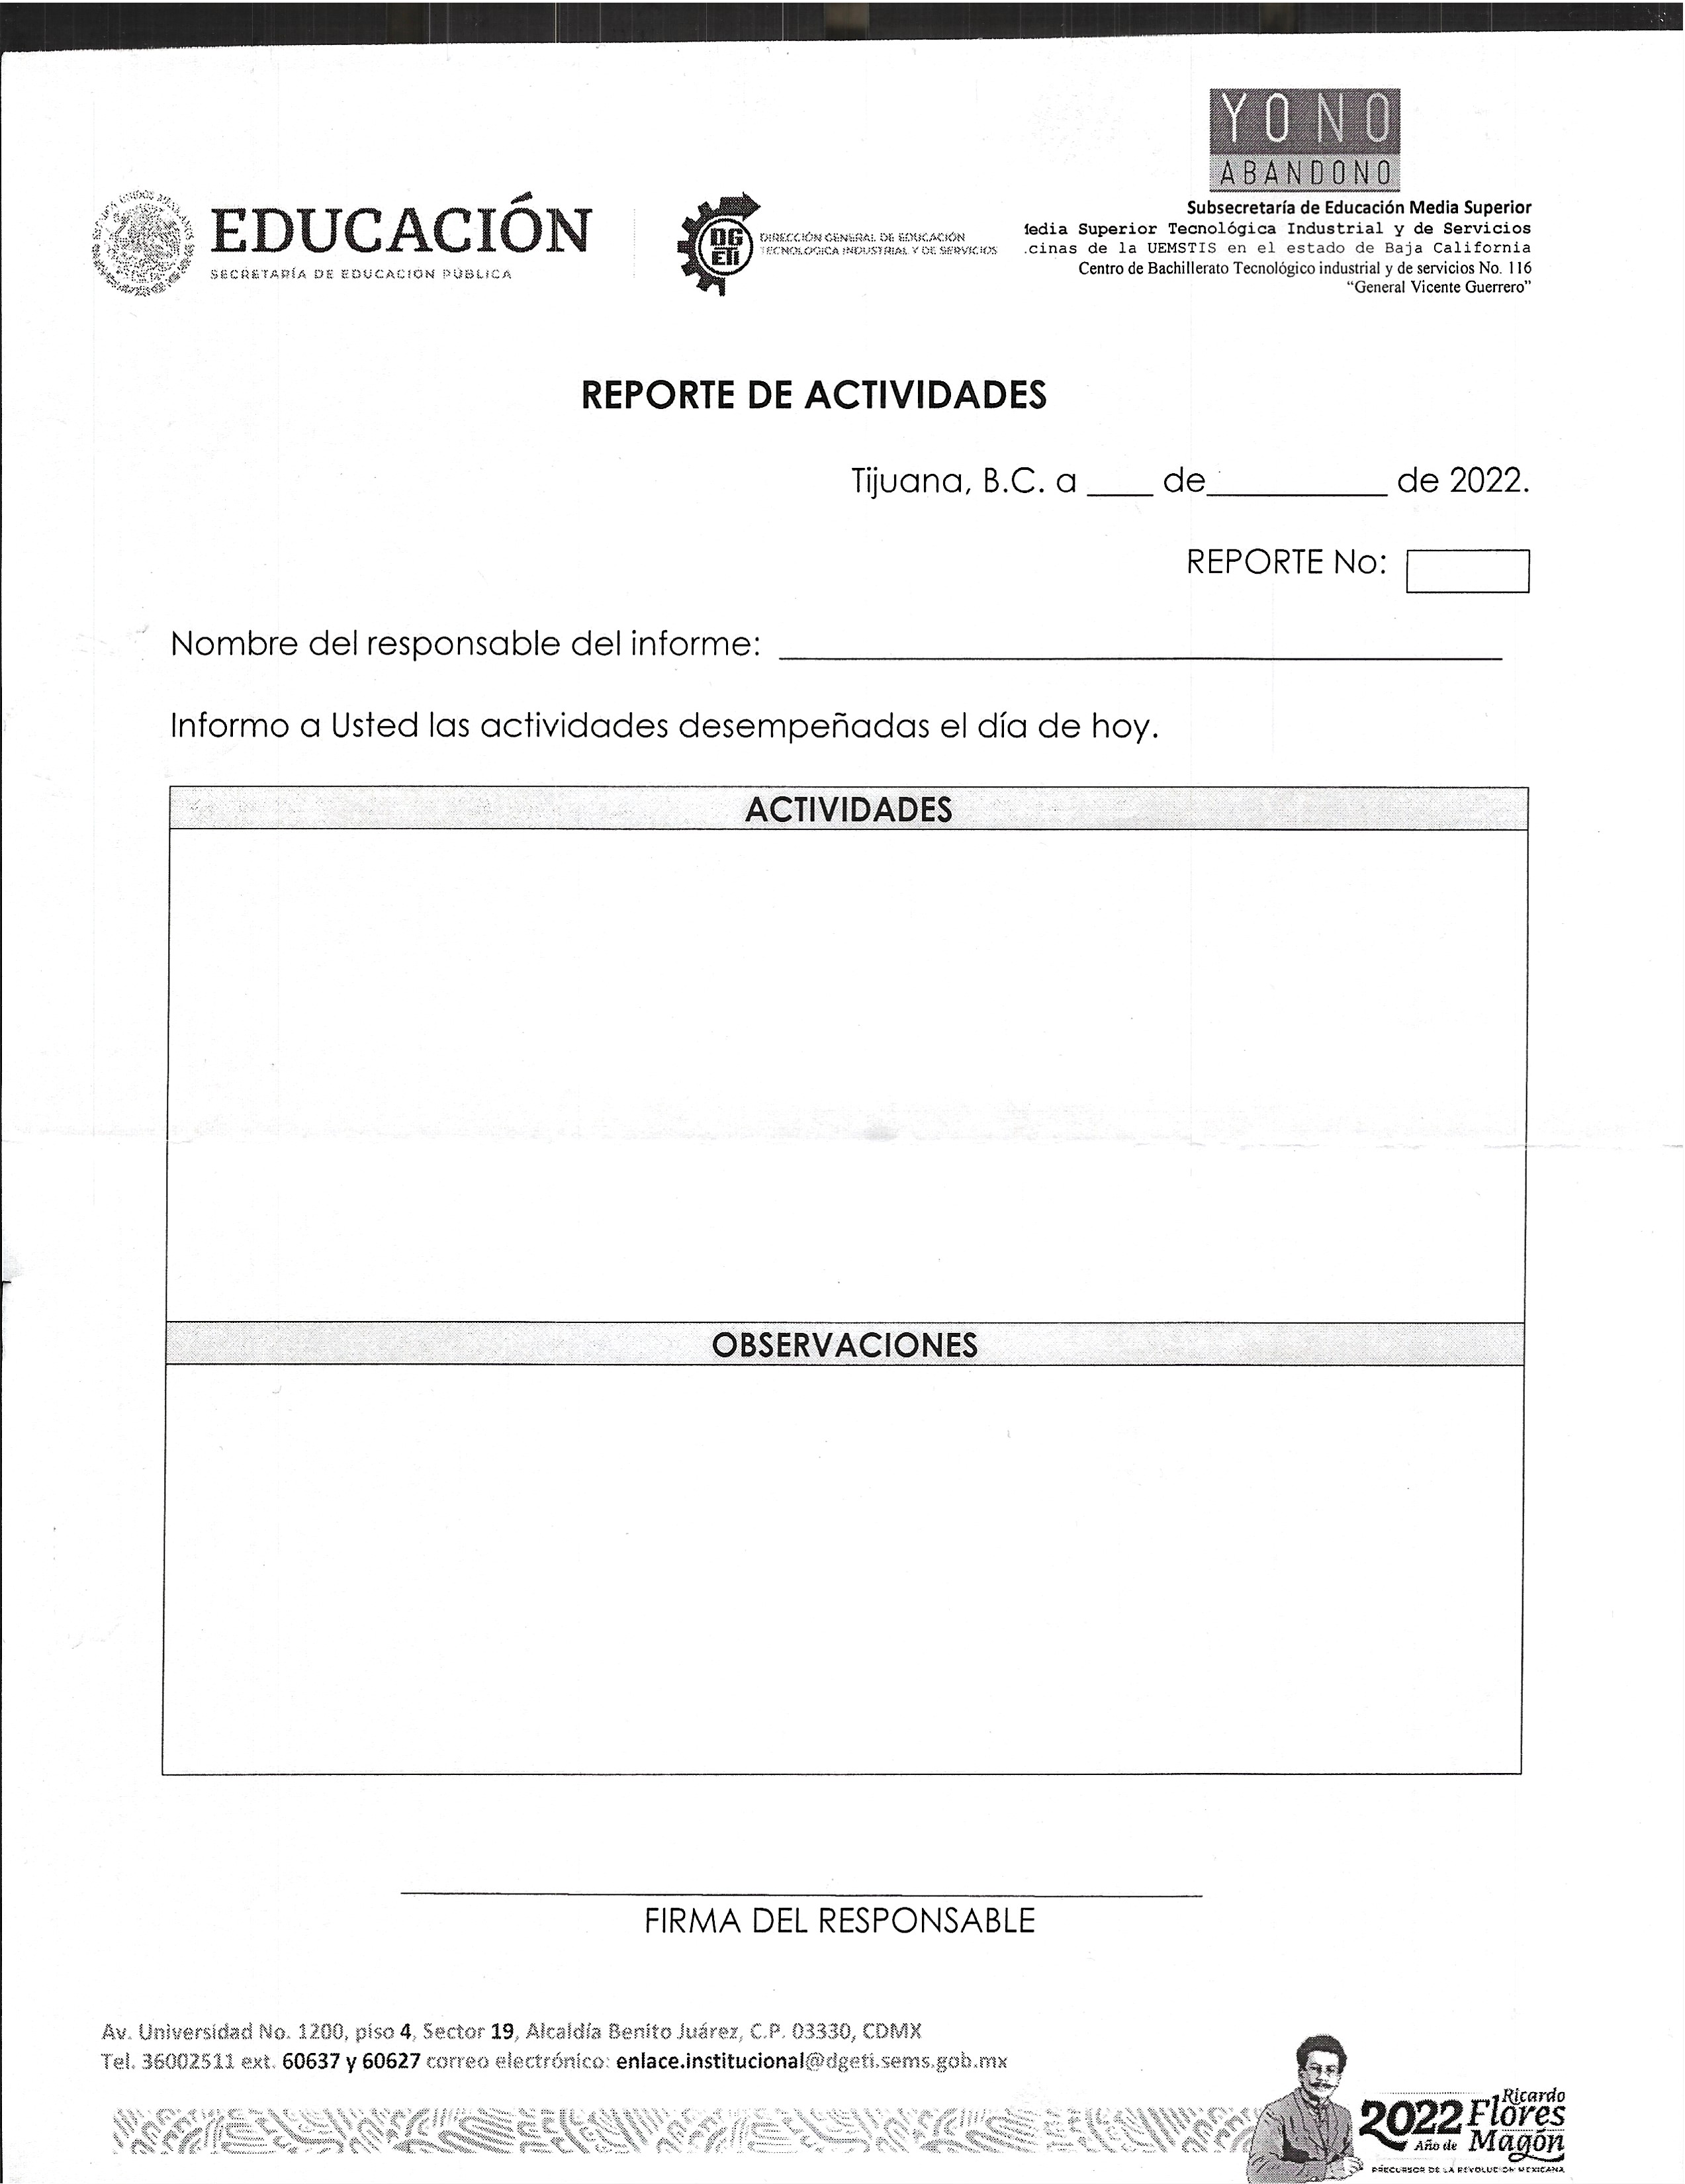 YO NO
ABANDONO
EDUCACIÓN
SECRETARÍA DE EDUCACIÓN PÚBLICA
DGETi
DIRECCIÓN GENERAL DE EDUCACIÓN
TECNOLÓGICA INDUSTRIAL Y DE SERVICIOS
Subsecretaría de Educación Media Superior
edia Superior Tecnológica Industrial y de Servicios
cinas de la UEMSTIS en el estado de Baja California
Centro de Bachillerato Tecnológico industrial y de servicios No. 116
“General Vicente Guerrero”
REPORTE DE ACTIVIDADES
Tijuana, B.C. a ____ de__________ de 2022.
REPORTE No:
Nombre del responsable del informe: ________________________________________
Informo a Usted las actividades desempeñadas el día de hoy.
ACTIVIDADES
OBSERVACIONES
FIRMA DEL RESPONSABLE
Av. Universidad No. 1200, piso 4, Sector 19, Alcaldía Benito Juárez, C.P. 03330, CDMX
Tel. 36002511 ext. 60637 y 60627 correo electrónico: enlace.institucional@dgeti.sems.gob.mx
2022 Ricardo
Flores
Año de Magón
PRECURSOR DE LA REVOLUCIÓN MEXICANA